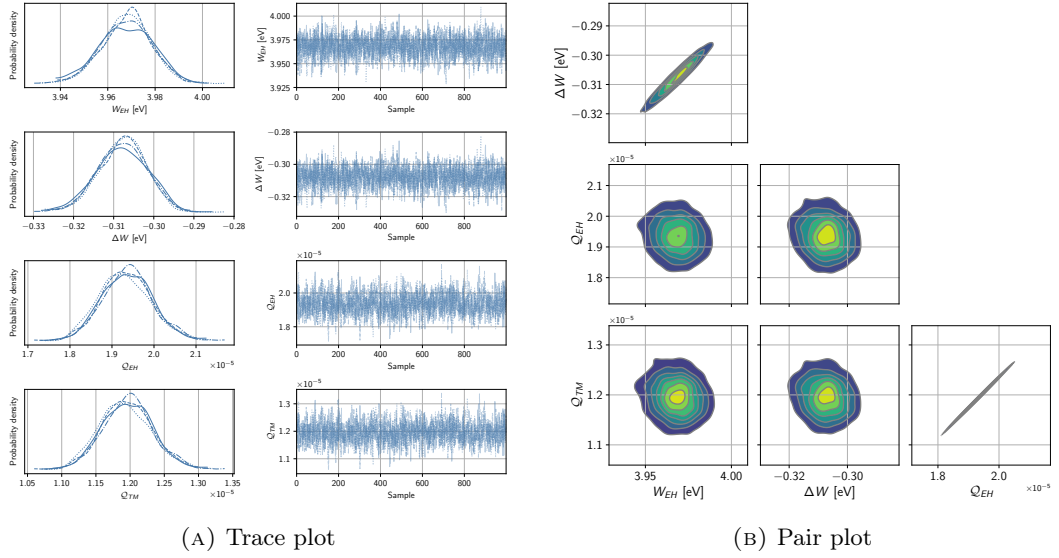 Probability density
3.94 3.96 3.98 4.00
W_EH [eV]
W_EH [eV]
4.000
3.975
3.950
3.925
0 200 400 600 800
Sample
Probability density
−0.33 −0.32 −0.31 −0.30 −0.29 −0.28
ΔW [eV]
ΔW [eV]
−0.28
−0.30
−0.32
0 200 400 600 800
Sample
Probability density
1.7 1.8 1.9 2.0 2.1
Q_EH
×10⁻⁵
×10⁻⁵
Q_EH
2.0
1.8
0 200 400 600 800
Sample
Probability density
1.05 1.10 1.15 1.20 1.25 1.30 1.35
Q_TM
×10⁻⁵
×10⁻⁵
Q_TM
1.3
1.2
1.1
0 200 400 600 800
Sample
(A) Trace plot
ΔW [eV]
−0.29
−0.30
−0.31
−0.32
×10⁻⁵
Q_EH
2.1
2.0
1.9
1.8
×10⁻⁵
Q_TM
1.3
1.2
1.1
3.95 4.00
W_EH [eV]
−0.32 −0.30
ΔW [eV]
1.8 2.0
×10⁻⁵
Q_EH
(B) Pair plot